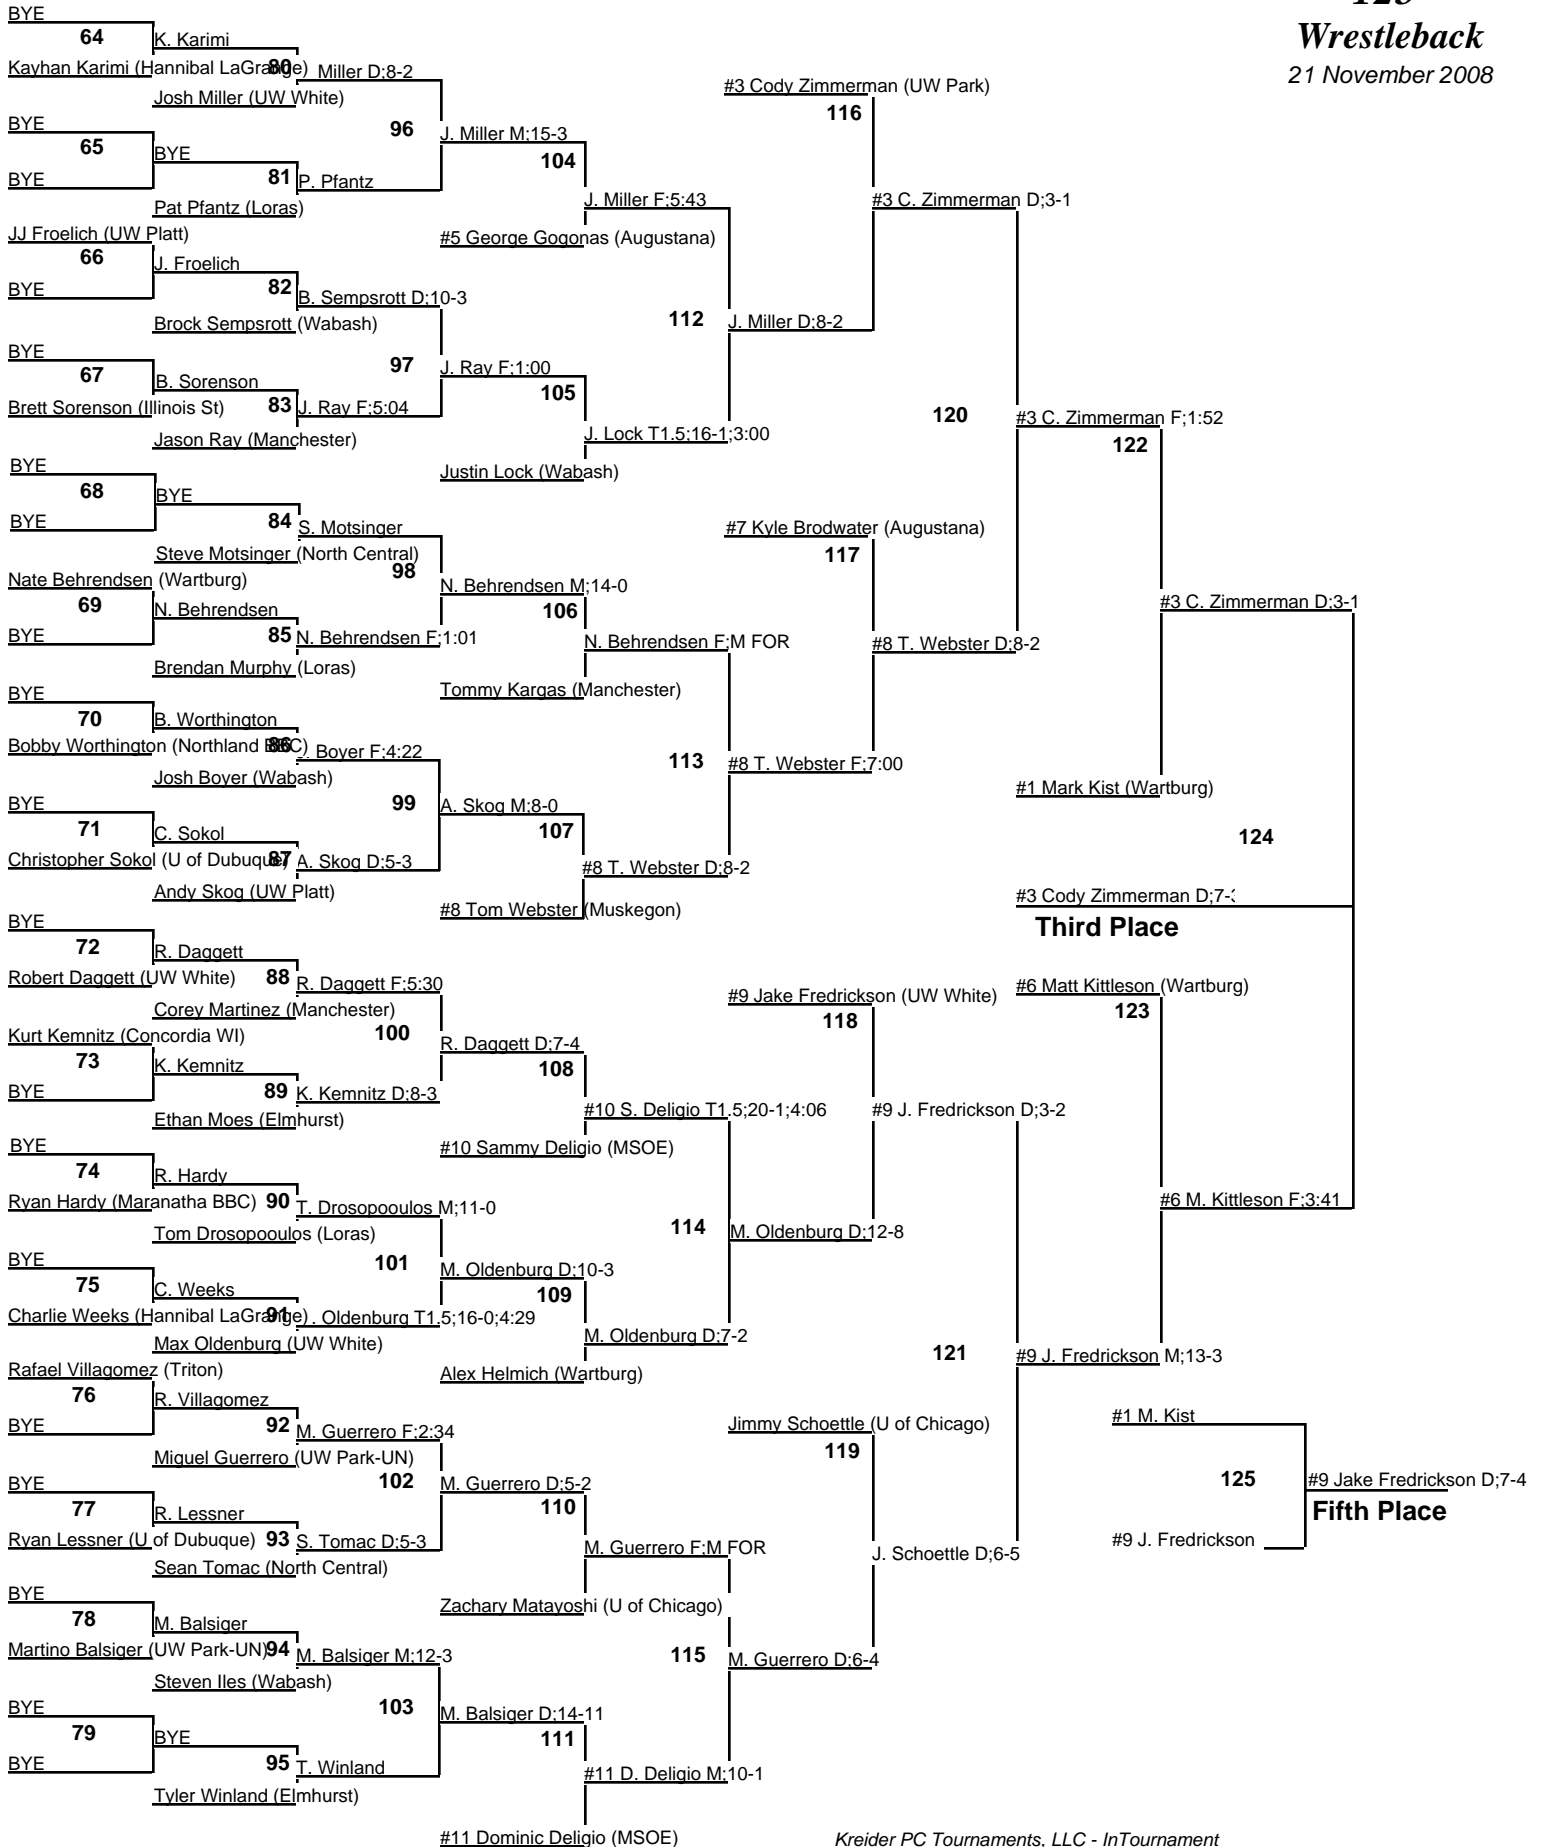 125
Wrestleback
21 November 2008
BYE
64
K. Karimi
Kayhan Karimi (Hannibal LaGrange)
80
Miller D;8-2
Josh Miller (UW White)
96
BYE
65
BYE
BYE
81
P. Pfantz
Pat Pfantz (Loras)
J. Miller M;15-3
104
J. Miller F;5:43
#5 George Gogonas (Augustana)
JJ Froelich (UW Platt)
66
J. Froelich
BYE
82
B. Sempsrott D;10-3
Brock Sempsrott (Wabash)
97
BYE
67
B. Sorenson
Brett Sorenson (Illinois St)
83
J. Ray F;5:04
Jason Ray (Manchester)
J. Ray F;1:00
105
J. Lock T1.5;16-1;3:00
Justin Lock (Wabash)
112
J. Miller D;8-2
#3 Cody Zimmerman (UW Park)
116
#3 C. Zimmerman D;3-1
BYE
68
BYE
BYE
84
S. Motsinger
Steve Motsinger (North Central)
98
Nate Behrendsen (Wartburg)
69
N. Behrendsen
BYE
85
N. Behrendsen F;1:01
Brendan Murphy (Loras)
N. Behrendsen M;14-0
106
N. Behrendsen F;M FOR
Tommy Kargas (Manchester)
BYE
70
B. Worthington
Bobby Worthington (Northland BBC)
86
Boyer F;4:22
Josh Boyer (Wabash)
99
BYE
71
C. Sokol
Christopher Sokol (U of Dubuque)
87
A. Skog D;5-3
Andy Skog (UW Platt)
A. Skog M;8-0
107
#8 T. Webster D;8-2
#8 Tom Webster (Muskegon)
113
#8 T. Webster F;7:00
#7 Kyle Brodwater (Augustana)
117
#8 T. Webster D;8-2
120
#3 C. Zimmerman F;1:52
122
#3 C. Zimmerman D;3-1
#1 Mark Kist (Wartburg)
124
#3 Cody Zimmerman D;7-3
Third Place
BYE
72
R. Daggett
Robert Daggett (UW White)
88
R. Daggett F;5:30
Corey Martinez (Manchester)
100
Kurt Kemnitz (Concordia WI)
73
K. Kemnitz
BYE
89
K. Kemnitz D;8-3
Ethan Moes (Elmhurst)
R. Daggett D;7-4
108
#10 S. Deligio T1.5;20-1;4:06
#10 Sammy Deligio (MSOE)
BYE
74
R. Hardy
Ryan Hardy (Maranatha BBC)
90
T. Drosopooulos M;11-0
Tom Drosopooulos (Loras)
101
BYE
75
C. Weeks
Charlie Weeks (Hannibal LaGrange)
91
. Oldenburg T1.5;16-0;4:29
Max Oldenburg (UW White)
M. Oldenburg D;10-3
109
M. Oldenburg D;7-2
Alex Helmich (Wartburg)
114
M. Oldenburg D;12-8
#9 Jake Fredrickson (UW White)
118
#9 J. Fredrickson D;3-2
Rafael Villagomez (Triton)
76
R. Villagomez
BYE
92
M. Guerrero F;2:34
Miguel Guerrero (UW Park-UN)
102
BYE
77
R. Lessner
Ryan Lessner (U of Dubuque)
93
S. Tomac D;5-3
Sean Tomac (North Central)
M. Guerrero D;5-2
110
M. Guerrero F;M FOR
Zachary Matayoshi (U of Chicago)
BYE
78
M. Balsiger
Martino Balsiger (UW Park-UN)
94
M. Balsiger M;12-3
Steven Iles (Wabash)
103
BYE
79
BYE
BYE
95
T. Winland
Tyler Winland (Elmhurst)
M. Balsiger D;14-11
111
#11 D. Deligio M;10-1
#11 Dominic Deligio (MSOE)
115
M. Guerrero D;6-4
Jimmy Schoettle (U of Chicago)
119
J. Schoettle D;6-5
121
#9 J. Fredrickson M;13-3
#6 Matt Kittleson (Wartburg)
123
#6 M. Kittleson F;3:41
#1 M. Kist
125
#9 J. Fredrickson
#9 Jake Fredrickson D;7-4
Fifth Place
Kreider PC Tournaments, LLC - InTournament